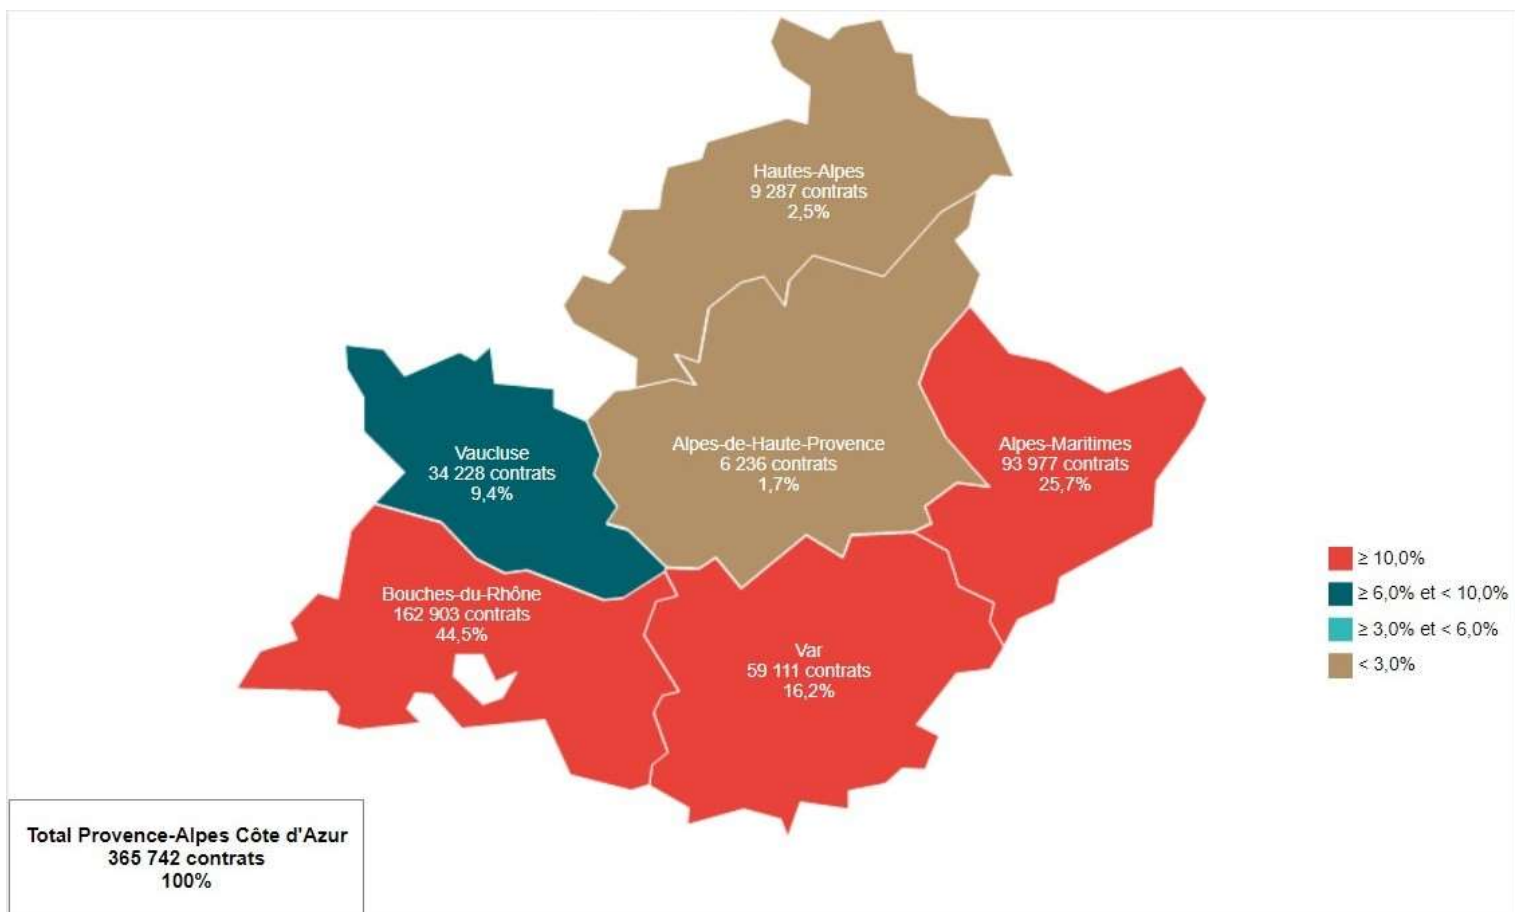 Hautes-Alpes
9 287 contrats
2,5%
Alpes-de-Haute-Provence
6 236 contrats
1,7%
Alpes-Maritimes
93 977 contrats
25,7%
Vaucluse
34 228 contrats
9,4%
Bouches-du-Rhône
162 903 contrats
44,5%
Var
59 111 contrats
16,2%
≥ 10,0%
≥ 6,0% et < 10,0%
≥ 3,0% et < 6,0%
< 3,0%
Total Provence-Alpes Côte d'Azur
365 742 contrats
100%